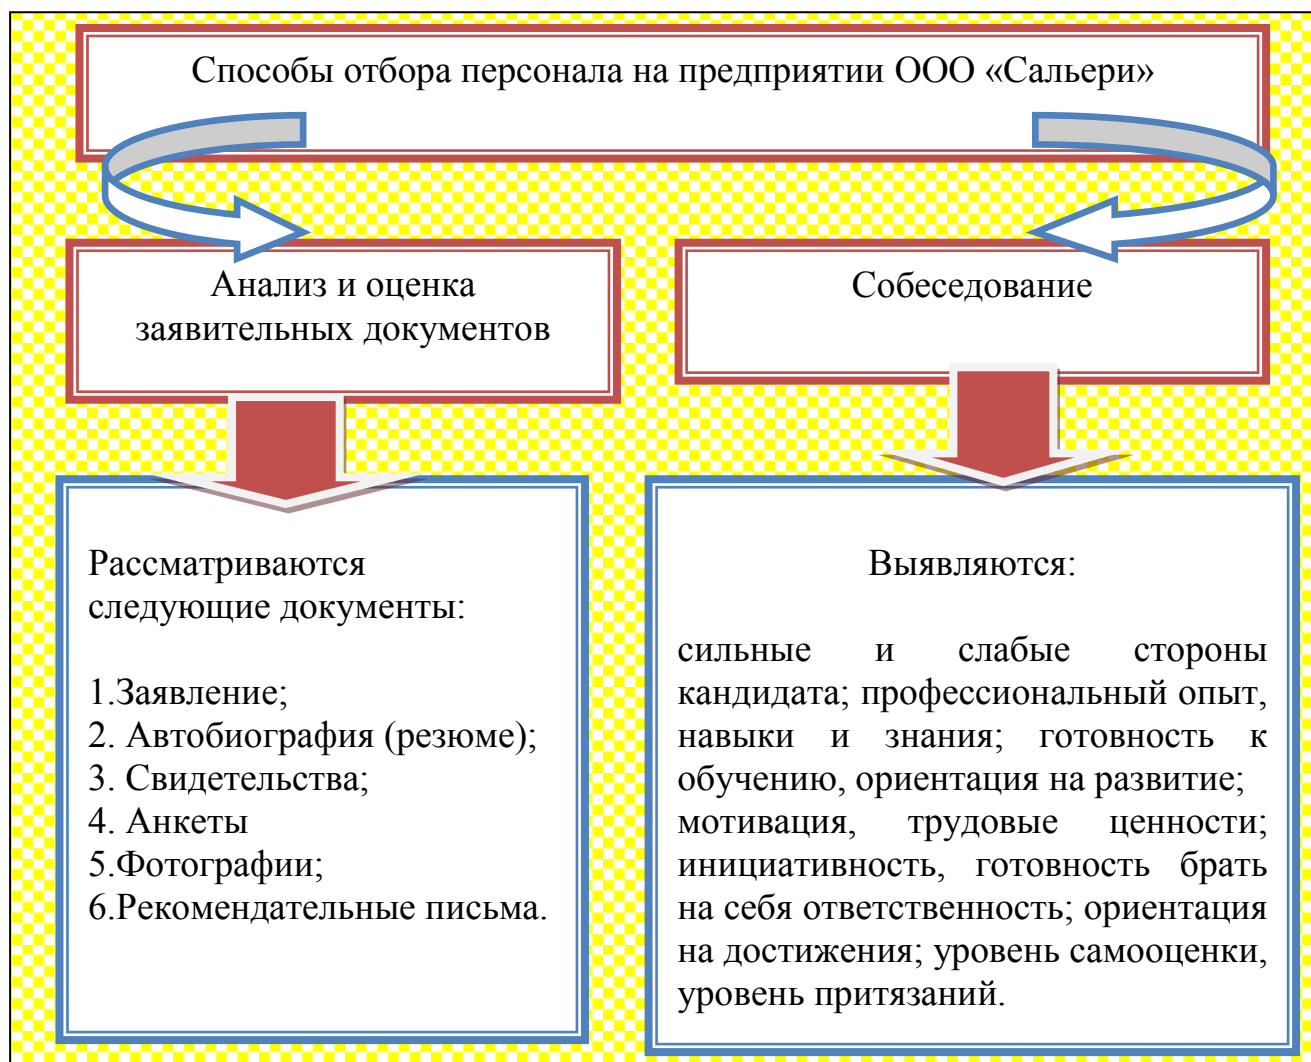 Способы отбора персонала на предприятии ООО «Сальери»
Анализ и оценка
заявительных документов
Собеседование
Рассматриваются
следующие документы:
1.Заявление;
2. Автобиография (резюме);
3. Свидетельства;
4. Анкеты
5.Фотографии;
6.Рекомендательные письма.
Выявляются:
сильные и слабые стороны
кандидата; профессиональный опыт,
навыки и знания; готовность к
обучению, ориентация на развитие;
мотивация, трудовые ценности;
инициативность, готовность брать
на себя ответственность; ориентация
на достижения; уровень самооценки,
уровень притязаний.